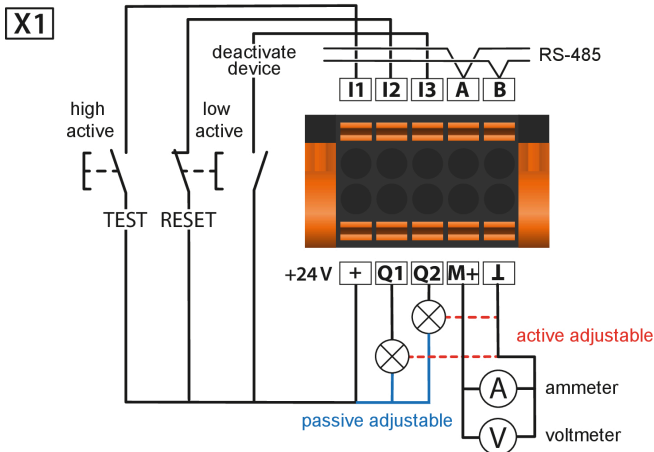 X1
deactivate
device
RS-485
I1 I2 I3 A B
high
active
low
active
TEST RESET
+24 V + Q1 Q2 M+ ⊥
active adjustable
passive adjustable
A ammeter
V voltmeter